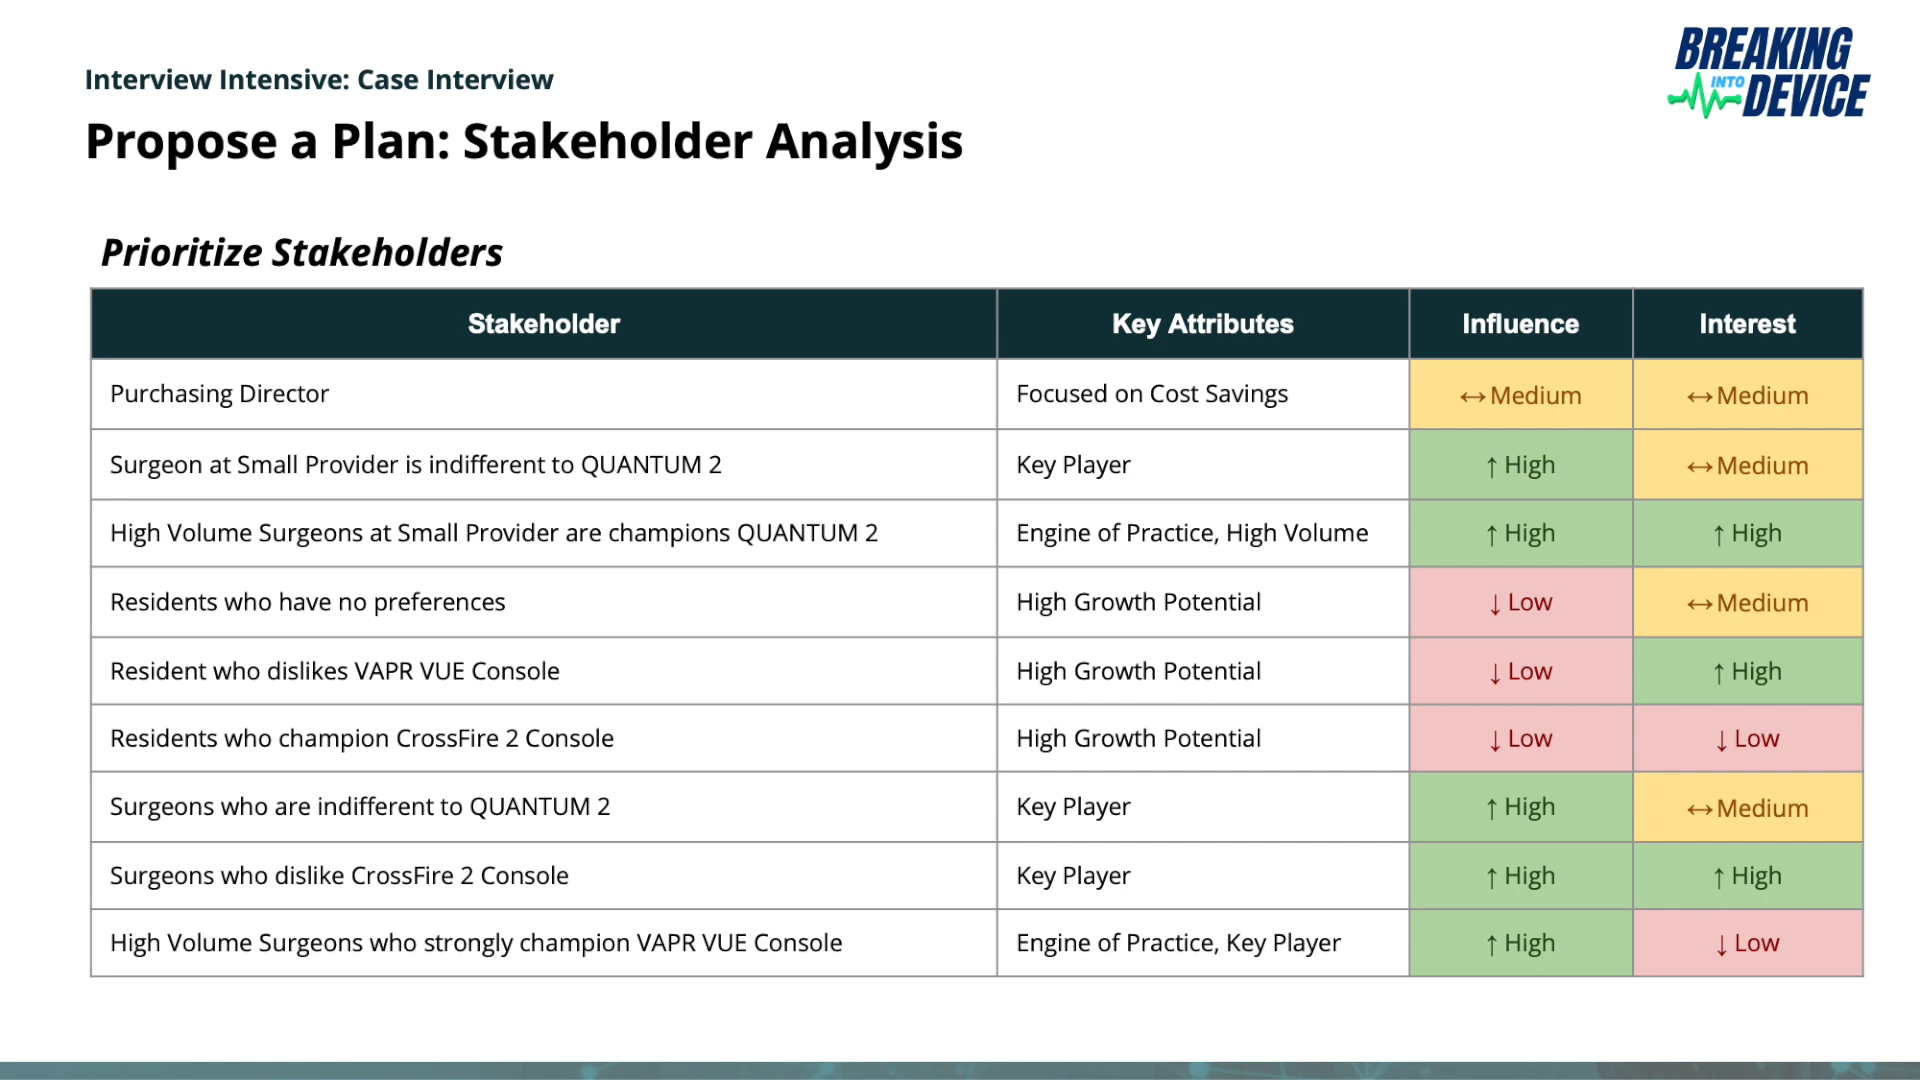 BREAKING
INTO DEVICE
Interview Intensive: Case Interview
Propose a Plan: Stakeholder Analysis
Prioritize Stakeholders
Stakeholder Key Attributes Influence Interest
Purchasing Director Focused on Cost Savings ↔ Medium ↔ Medium
Surgeon at Small Provider is indifferent to QUANTUM 2 Key Player ↑ High ↔ Medium
High Volume Surgeons at Small Provider are champions QUANTUM 2 Engine of Practice, High Volume ↑ High ↑ High
Residents who have no preferences High Growth Potential ↓ Low ↔ Medium
Resident who dislikes VAPR VUE Console High Growth Potential ↓ Low ↑ High
Residents who champion CrossFire 2 Console High Growth Potential ↓ Low ↓ Low
Surgeons who are indifferent to QUANTUM 2 Key Player ↑ High ↔ Medium
Surgeons who dislike CrossFire 2 Console Key Player ↑ High ↑ High
High Volume Surgeons who strongly champion VAPR VUE Console Engine of Practice, Key Player ↑ High ↓ Low